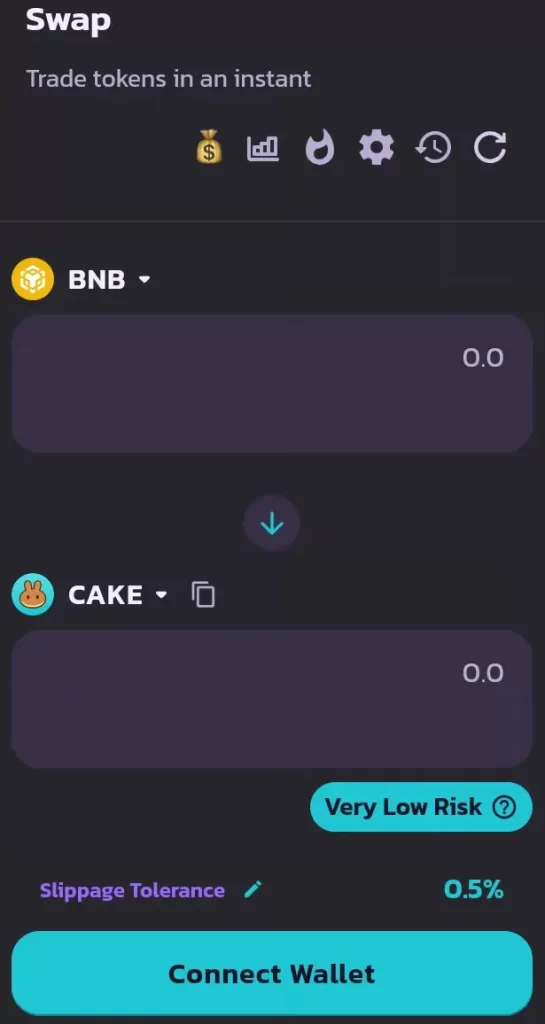 Swap
Trade tokens in an instant
BNB
0.0
CAKE
0.0
Very Low Risk
Slippage Tolerance 0.5%
Connect Wallet